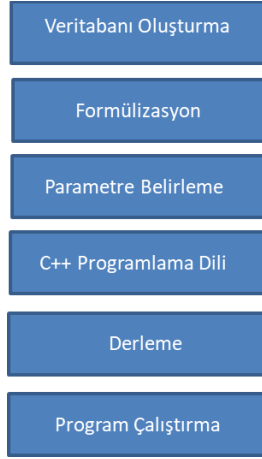 Veritabanı Oluşturma
Formülizasyon
Parametre Belirleme
C++ Programlama Dili
Derleme
Program Çalıştırma